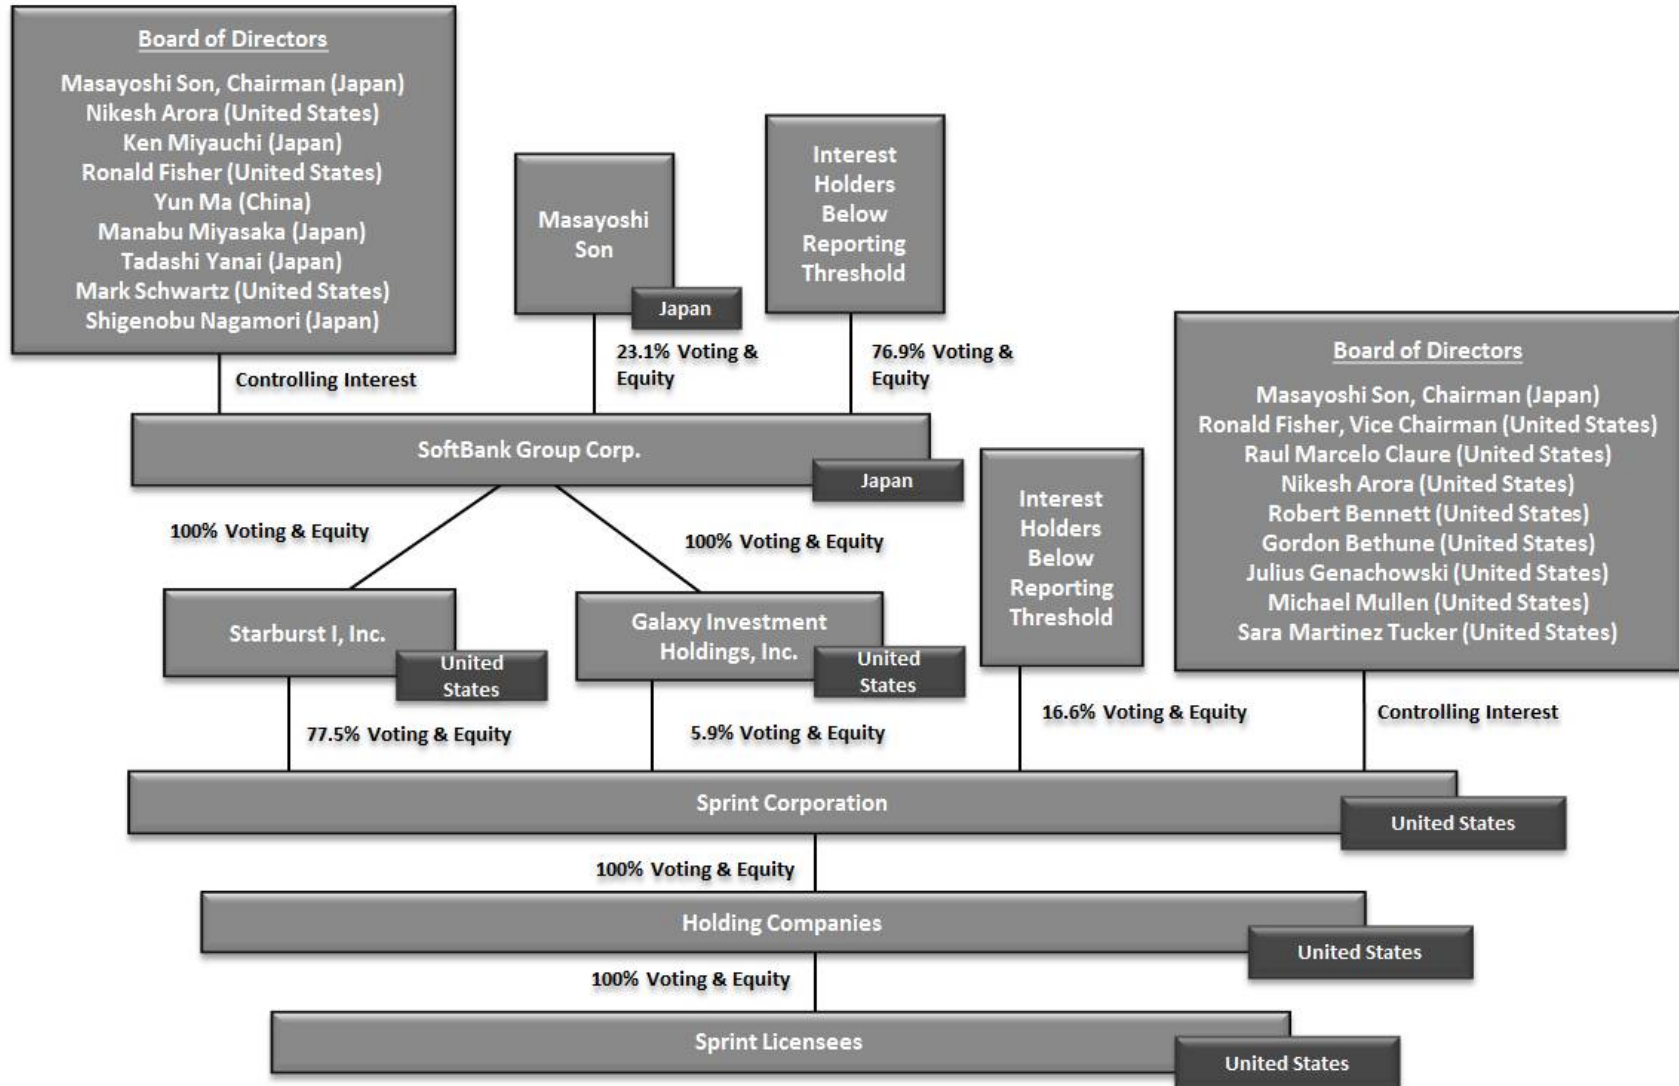 Board of Directors
Masayoshi Son, Chairman (Japan)
Nikesh Arora (United States)
Ken Miyauchi (Japan)
Ronald Fisher (United States)
Yun Ma (China)
Manabu Miyasaka (Japan)
Tadashi Yanai (Japan)
Mark Schwartz (United States)
Shigenobu Nagamori (Japan)
Controlling Interest
Masayoshi
Son
Japan
23.1% Voting &
Equity
Interest
Holders
Below
Reporting
Threshold
76.9% Voting &
Equity
SoftBank Group Corp.
Japan
100% Voting & Equity
100% Voting & Equity
Starburst I, Inc.
United
States
77.5% Voting & Equity
Galaxy Investment
Holdings, Inc.
United
States
5.9% Voting & Equity
Interest
Holders
Below
Reporting
Threshold
16.6% Voting & Equity
Board of Directors
Masayoshi Son, Chairman (Japan)
Ronald Fisher, Vice Chairman (United States)
Raul Marcelo Claure (United States)
Nikesh Arora (United States)
Robert Bennett (United States)
Gordon Bethune (United States)
Julius Genachowski (United States)
Michael Mullen (United States)
Sara Martinez Tucker (United States)
Controlling Interest
Sprint Corporation
United States
100% Voting & Equity
Holding Companies
United States
100% Voting & Equity
Sprint Licensees
United States